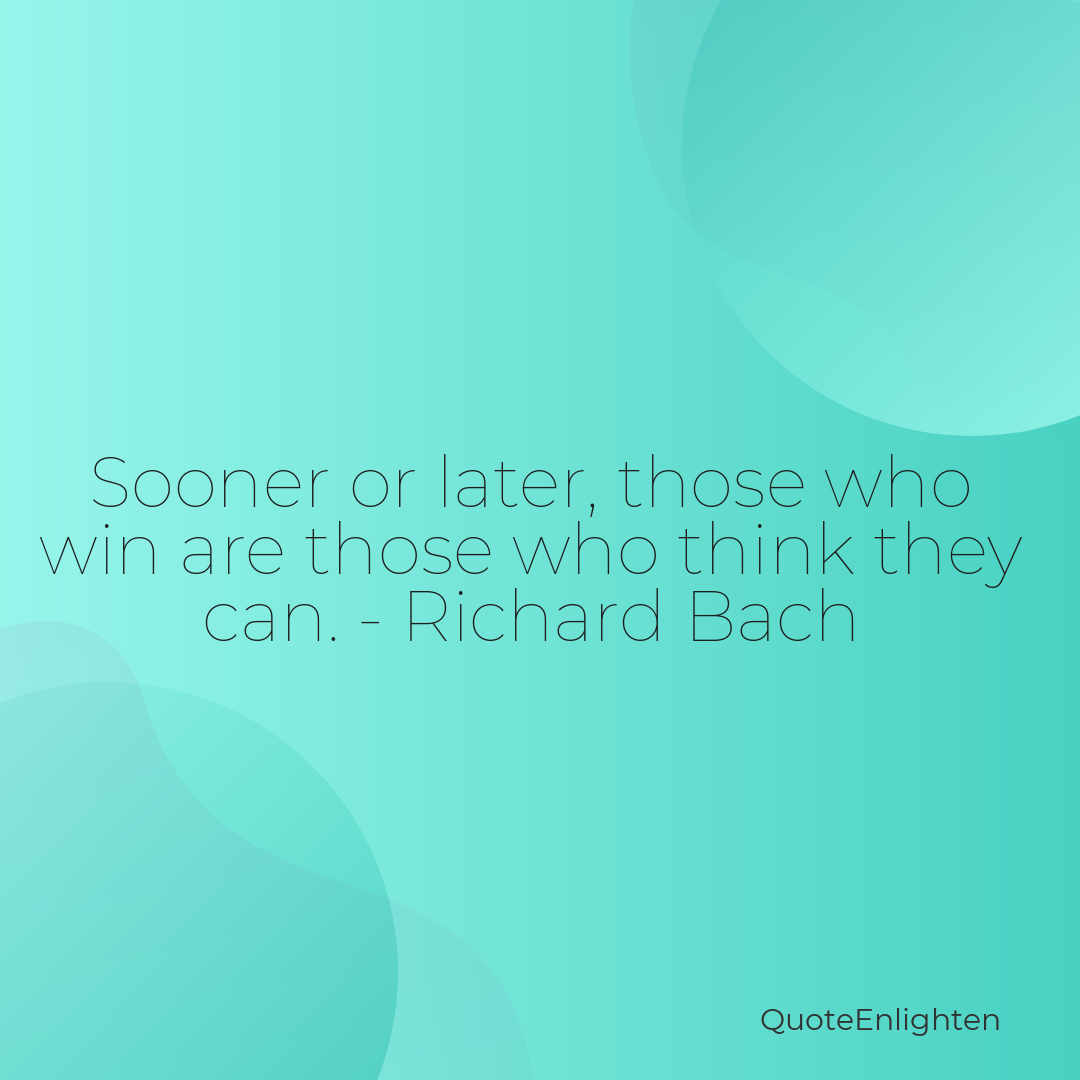 Sooner or later, those who
win are those who think they
can. - Richard Bach
QuoteEnlighten